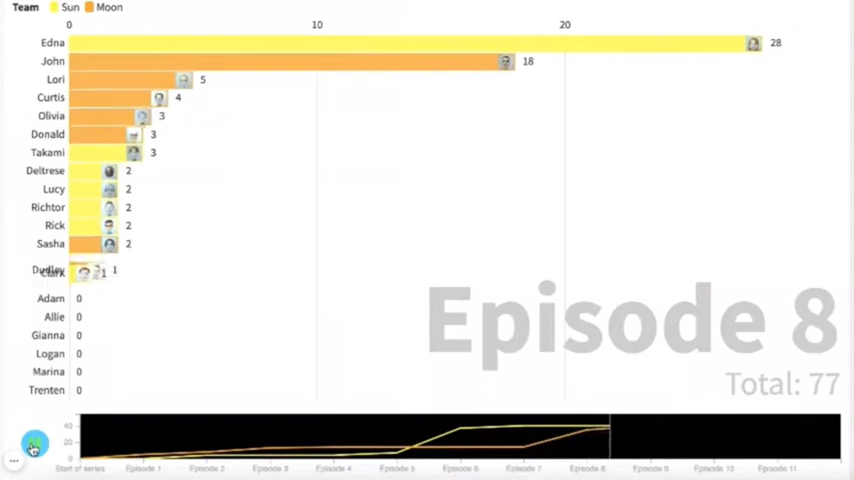 Team Sun Moon
0 10 20
Edna 28
John 18
Lori 5
Curtis 4
Olivia 3
Donald 3
Takami 3
Deltrese 2
Lucy 2
Richtor 2
Rick 2
Sasha 2
Dudley 1
Clark 1
Adam 0
Allie 0
Gianna 0
Logan 0
Marina 0
Trenten 0
Episode 8
Total: 77
40
20
0
Start of series Episode 1 Episode 2 Episode 3 Episode 4 Episode 5 Episode 6 Episode 7 Episode 8 Episode 9 Episode 10 Episode 11